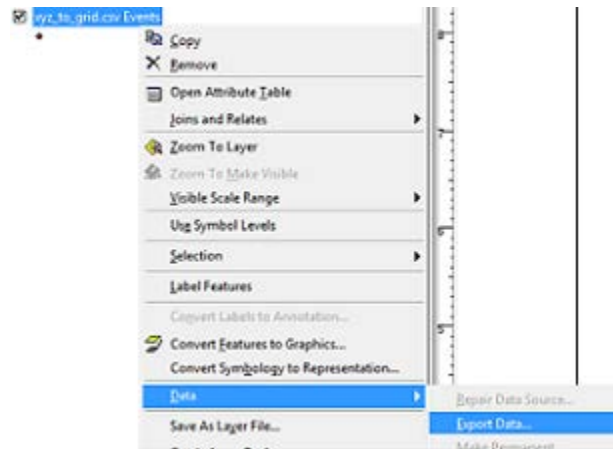 xyz_to_grid.csv Events
Copy
Remove
Open Attribute Table
Joins and Relates
Zoom To Layer
Zoom To Make Visible
Visible Scale Range
Use Symbol Levels
Selection
Label Features
Convert Labels to Annotation...
Convert Features to Graphics...
Convert Symbology to Representation...
Data
Save As Layer File...
Repair Data Source...
Export Data...
Make Permanent
8
7
6
5